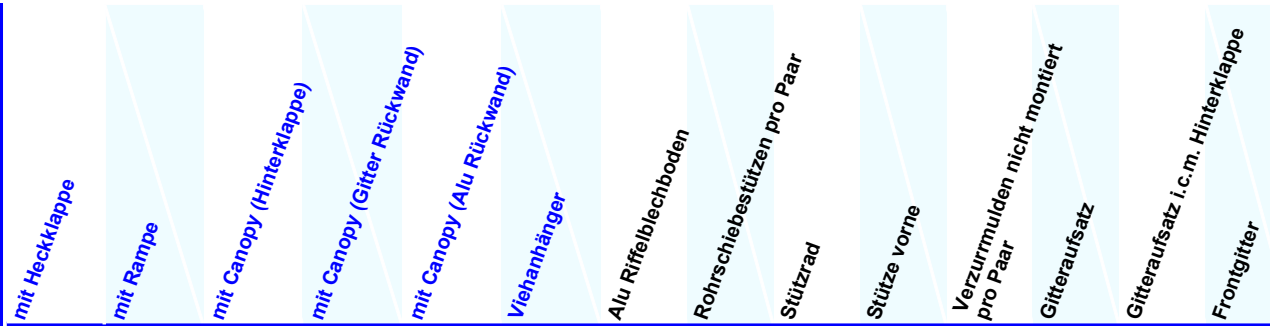 mit Heckklappe
mit Rampe
mit Canopy (Hinterklappe)
mit Canopy (Gitter Rückwand)
mit Canopy (Alu Rückwand)
Viehanhänger
Alu Riffelblechboden
Rohrschiebestützen pro Paar
Stützrad
Stütze vorne
Verzurrmulden nicht montiert
pro Paar
Gitteraufsatz
Gitteraufsatz i.c.m. Hinterklappe
Frontgitter